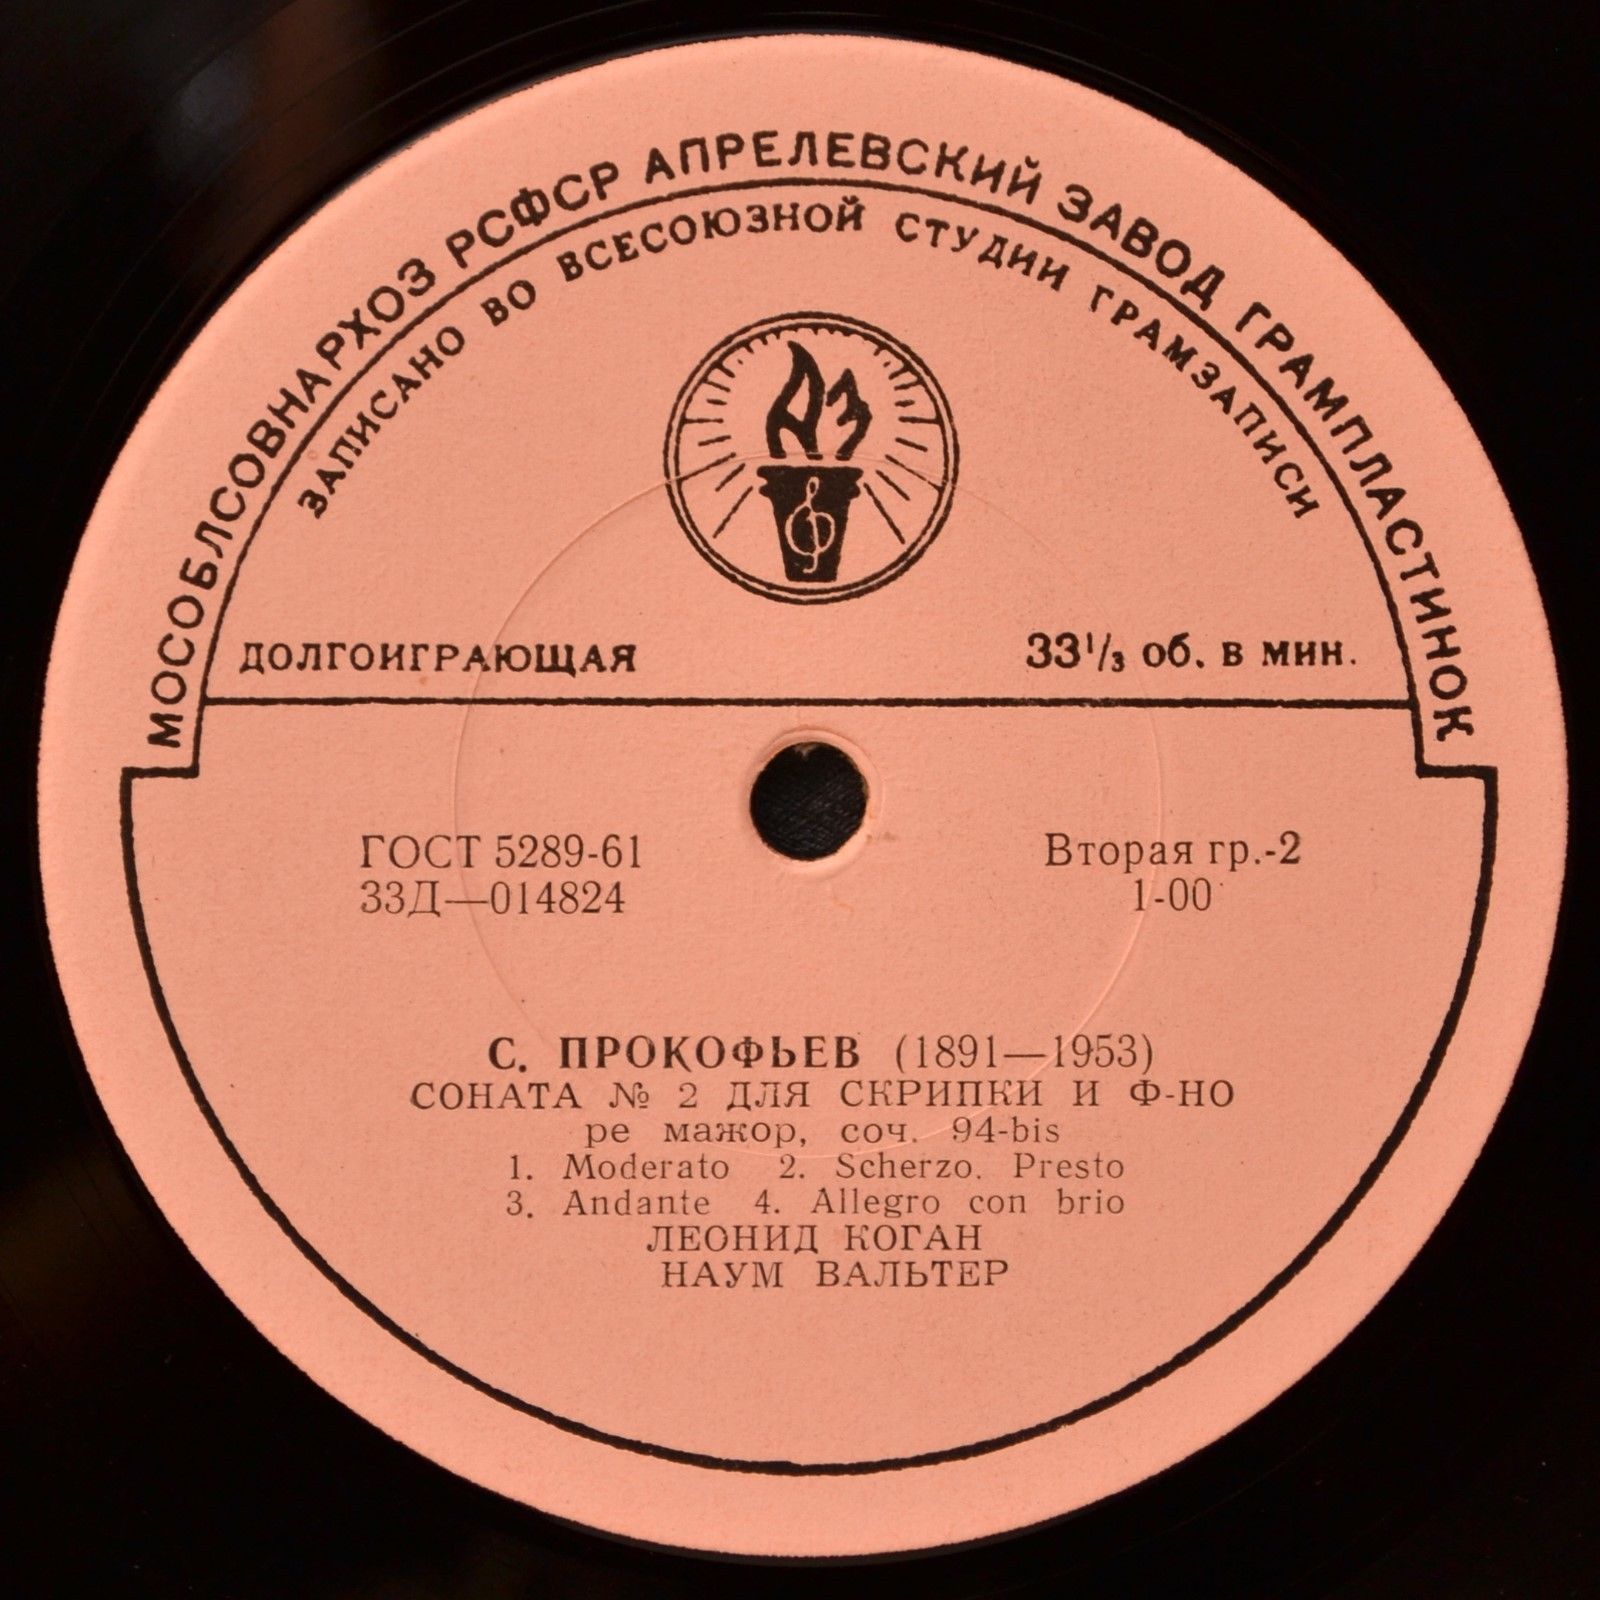 МОСОБЛСОВНАРХОЗ РСФСР АПРЕЛЕВСКИЙ ЗАВОД ГРАМПЛАСТИНОК
ЗАПИСАНО ВО ВСЕСОЮЗНОЙ СТУДИИ ГРАМЗАПИСИ
АЗ
ДОЛГОИГРАЮЩАЯ
33 1/3 об. в мин.
ГОСТ 5289-61
33Д—014824
Вторая гр.-2
1-00
С. ПРОКОФЬЕВ (1891—1953)
СОНАТА № 2 ДЛЯ СКРИПКИ И Ф-НО
ре мажор, соч. 94-bis
1. Moderato 2. Scherzo. Presto
3. Andante 4. Allegro con brio
ЛЕОНИД КОГАН
НАУМ ВАЛЬТЕР